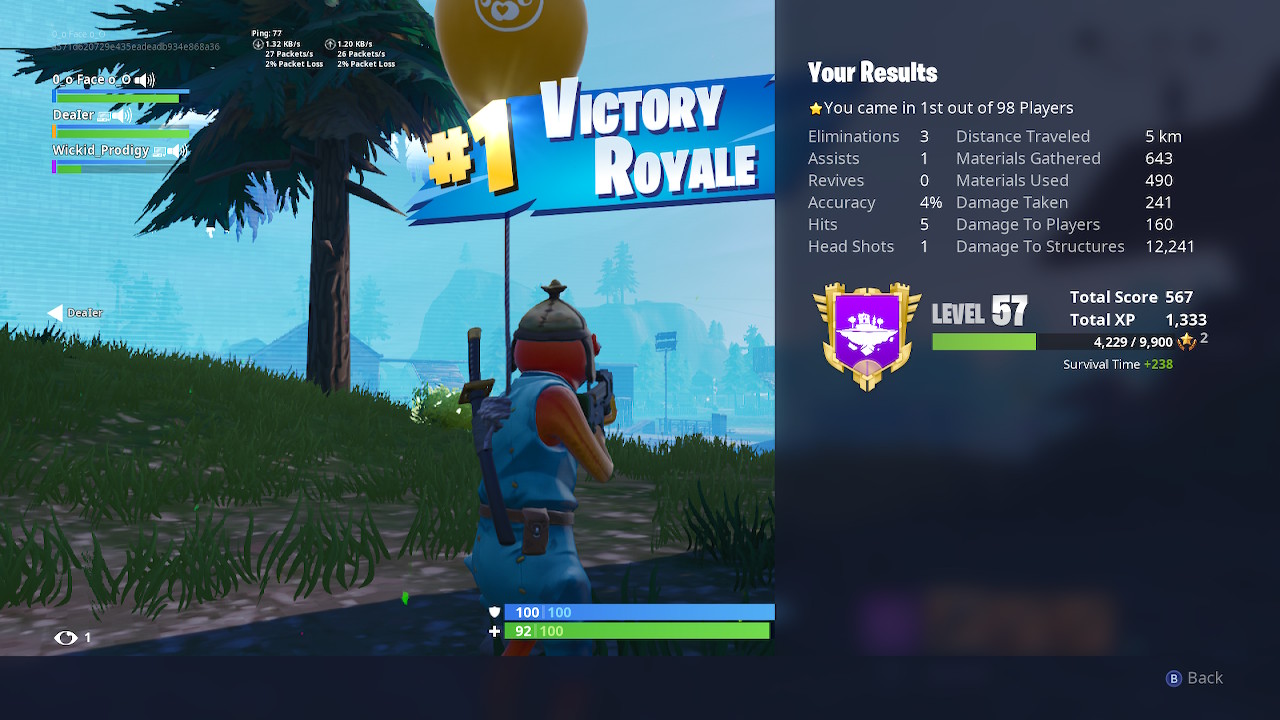 0_o Face o_O
a571d620729e435eadeadb934e868a36
Ping: 77
1.32 KB/s 1.20 KB/s
27 Packets/s 26 Packets/s
2% Packet Loss 2% Packet Loss
0_o Face o_O
Dealer
Wickid_Prodigy
#1 Victory
Royale
Dealer
100 | 100
92 | 100
1
Your Results
You came in 1st out of 98 Players
Eliminations 3 Distance Traveled 5 km
Assists 1 Materials Gathered 643
Revives 0 Materials Used 490
Accuracy 4% Damage Taken 241
Hits 5 Damage To Players 160
Head Shots 1 Damage To Structures 12,241
Level 57
Total Score 567
Total XP 1,333
4,229 / 9,900 2
Survival Time +238
B Back